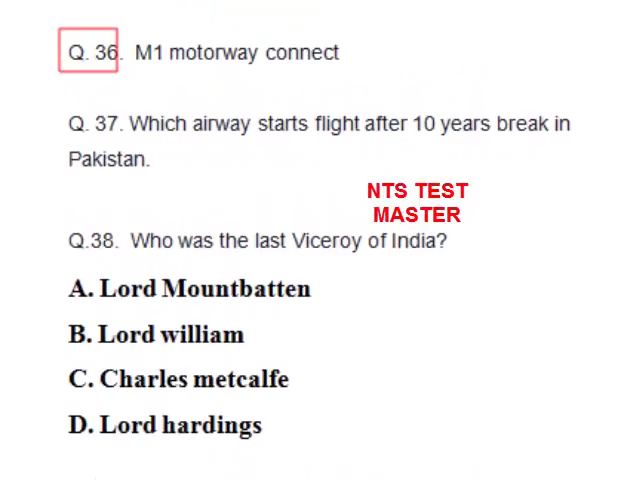 Q. 36. M1 motorway connect
Q. 37. Which airway starts flight after 10 years break in
Pakistan.
NTS TEST
MASTER
Q.38. Who was the last Viceroy of India?
A. Lord Mountbatten
B. Lord william
C. Charles metcalfe
D. Lord hardings